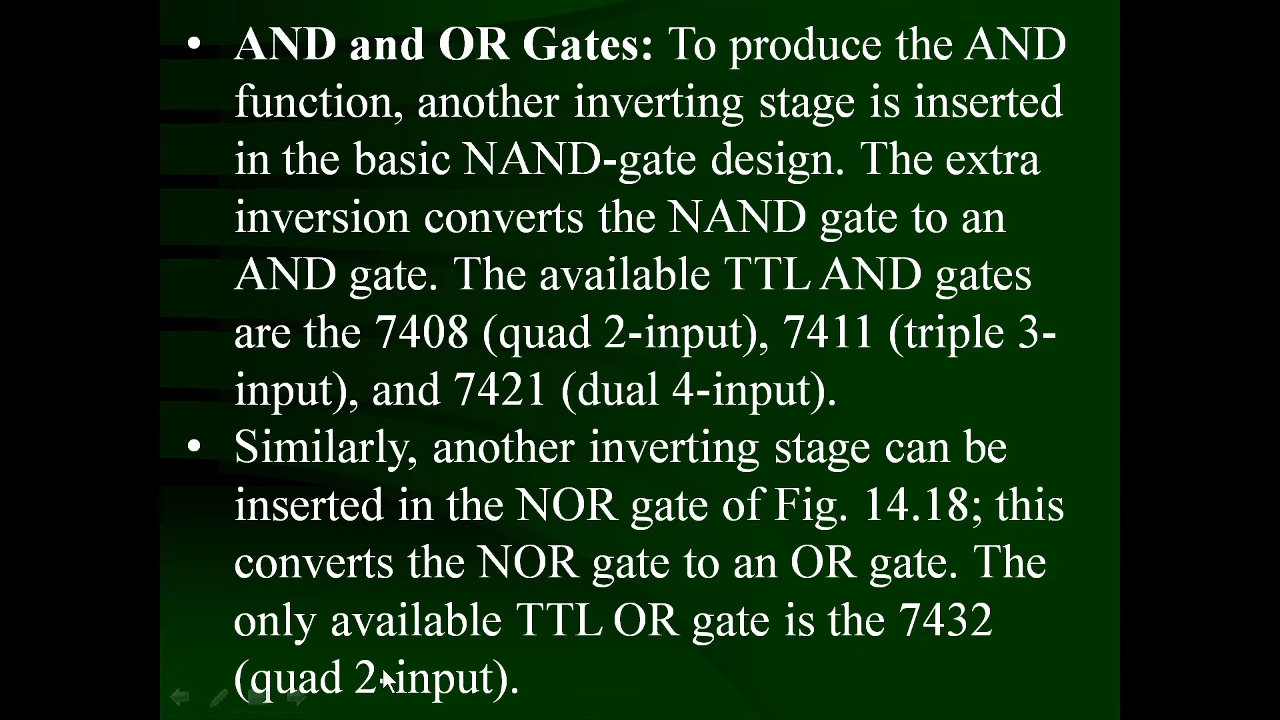 • AND and OR Gates: To produce the AND
function, another inverting stage is inserted
in the basic NAND-gate design. The extra
inversion converts the NAND gate to an
AND gate. The available TTL AND gates
are the 7408 (quad 2-input), 7411 (triple 3-
input), and 7421 (dual 4-input).
• Similarly, another inverting stage can be
inserted in the NOR gate of Fig. 14.18; this
converts the NOR gate to an OR gate. The
only available TTL OR gate is the 7432
(quad 2-input).